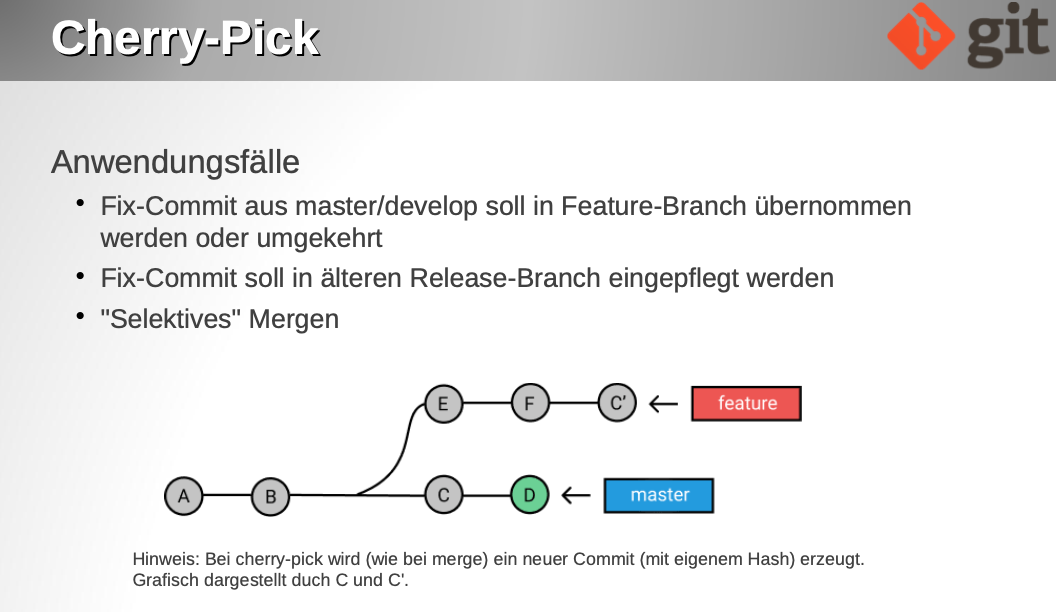 Cherry-Pick
git
Anwendungsfälle
• Fix-Commit aus master/develop soll in Feature-Branch übernommen
werden oder umgekehrt
• Fix-Commit soll in älteren Release-Branch eingepflegt werden
• "Selektives" Mergen
E F C’ feature
A B C D master
Hinweis: Bei cherry-pick wird (wie bei merge) ein neuer Commit (mit eigenem Hash) erzeugt.
Grafisch dargestellt duch C und C'.